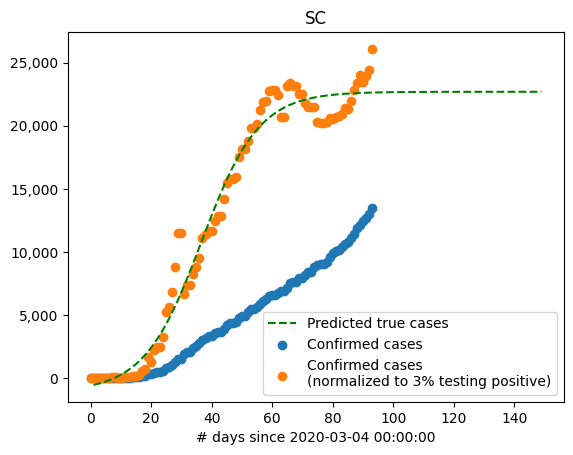 SC
25,000
20,000
15,000
10,000
5,000
0
Predicted true cases
Confirmed cases
Confirmed cases
(normalized to 3% testing positive)
0 20 40 60 80 100 120 140
# days since 2020-03-04 00:00:00